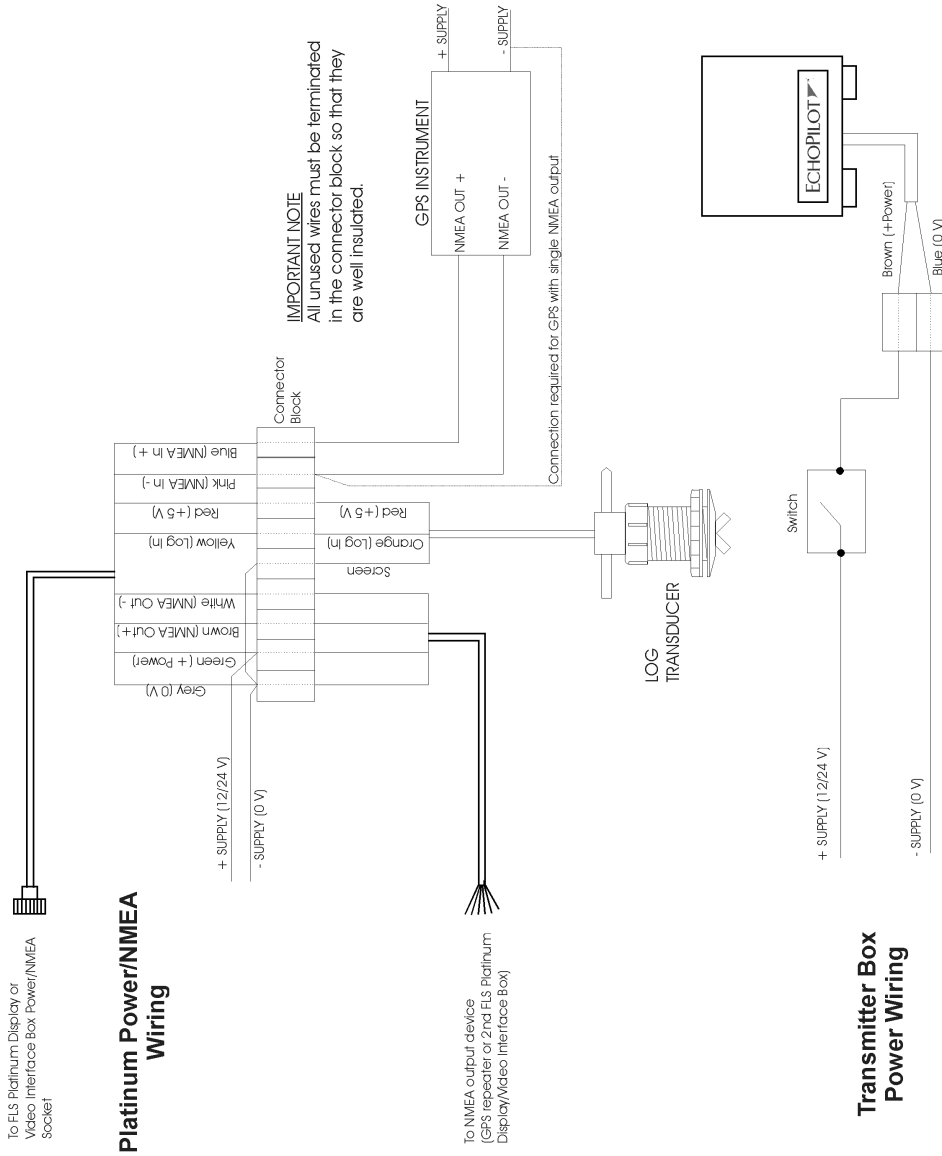 To FLS Platinum Display or
Video Interface Box Power/NMEA
Socket
Platinum Power/NMEA
Wiring
+ SUPPLY (12/24 V)
- SUPPLY (0 V)
Grey (0 V)
Green (+ Power)
Brown (NMEA Out+)
White (NMEA Out -)
Yellow (Log In)
Red (+5 V)
Pink (NMEA In -)
Blue (NMEA In +)
Connector
Block
Screen
Orange (Log In)
Red (+5 V)
IMPORTANT NOTE
All unused wires must be terminated
in the connector block so that they
are well insulated.
GPS INSTRUMENT
NMEA OUT +
NMEA OUT -
+ SUPPLY
- SUPPLY
Connection required for GPS with single NMEA output
To NMEA output device
(GPS repeater or 2nd FLS Platinum
Display/Video Interface Box)
LOG
TRANSDUCER
Transmitter Box
Power Wiring
+ SUPPLY (12/24 V)
- SUPPLY (0 V)
Switch
Brown (+Power)
Blue (0 V)
ECHOPILOT